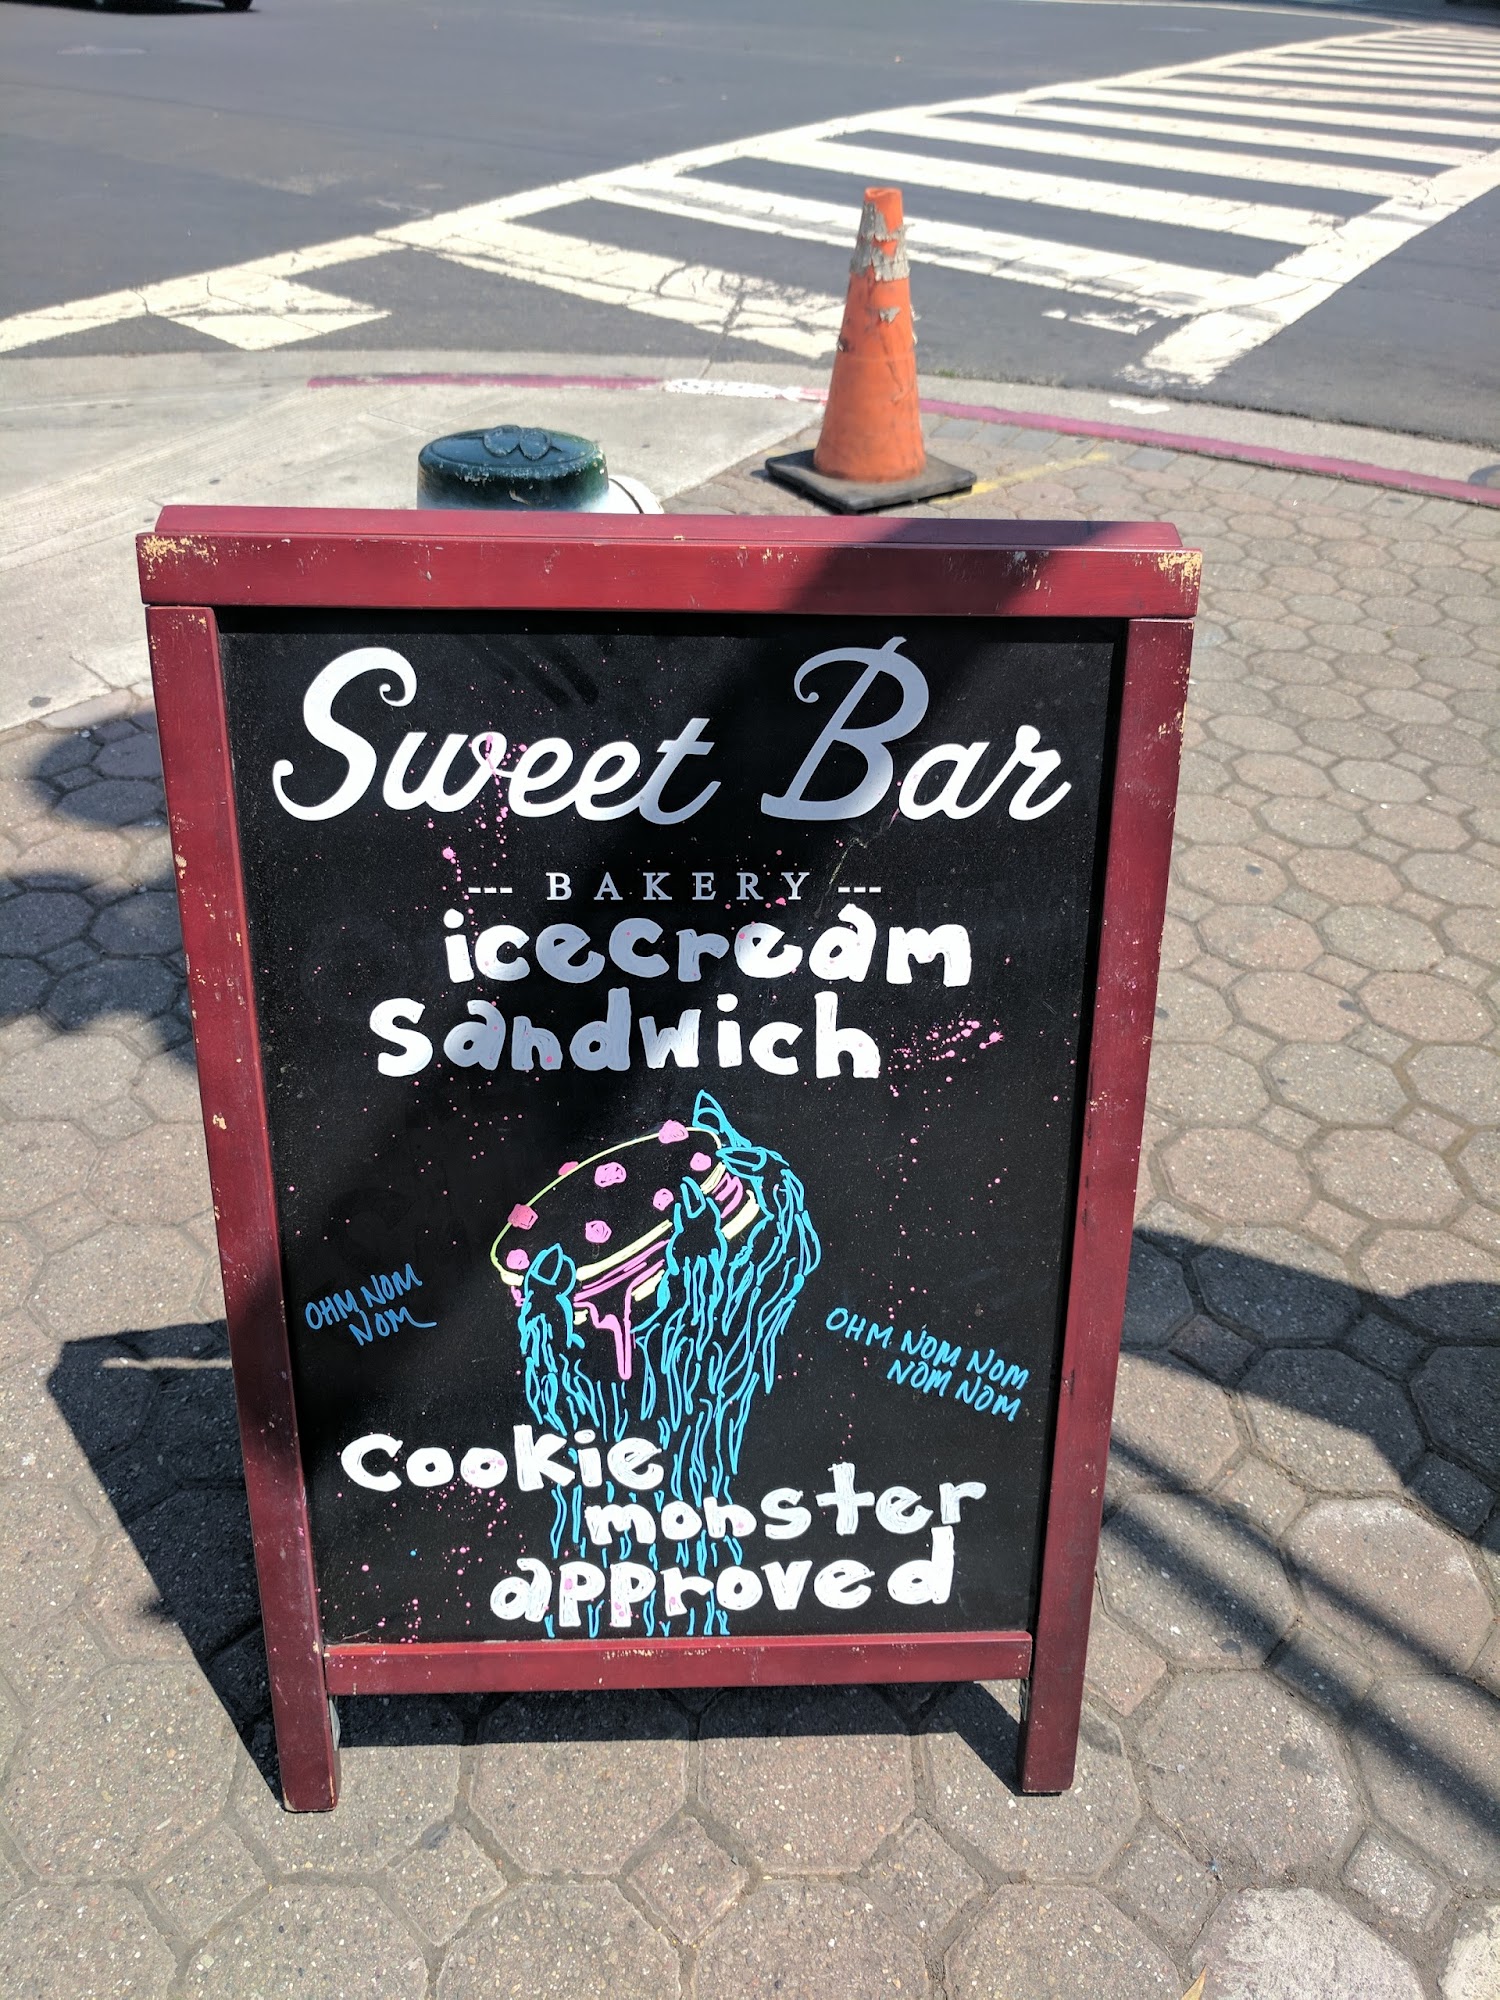 Sweet Bar
--- BAKERY ---
icecream
sandwich
OHM NOM
NOM
OHM NOM NOM
NOM NOM
cookie
monster
approved